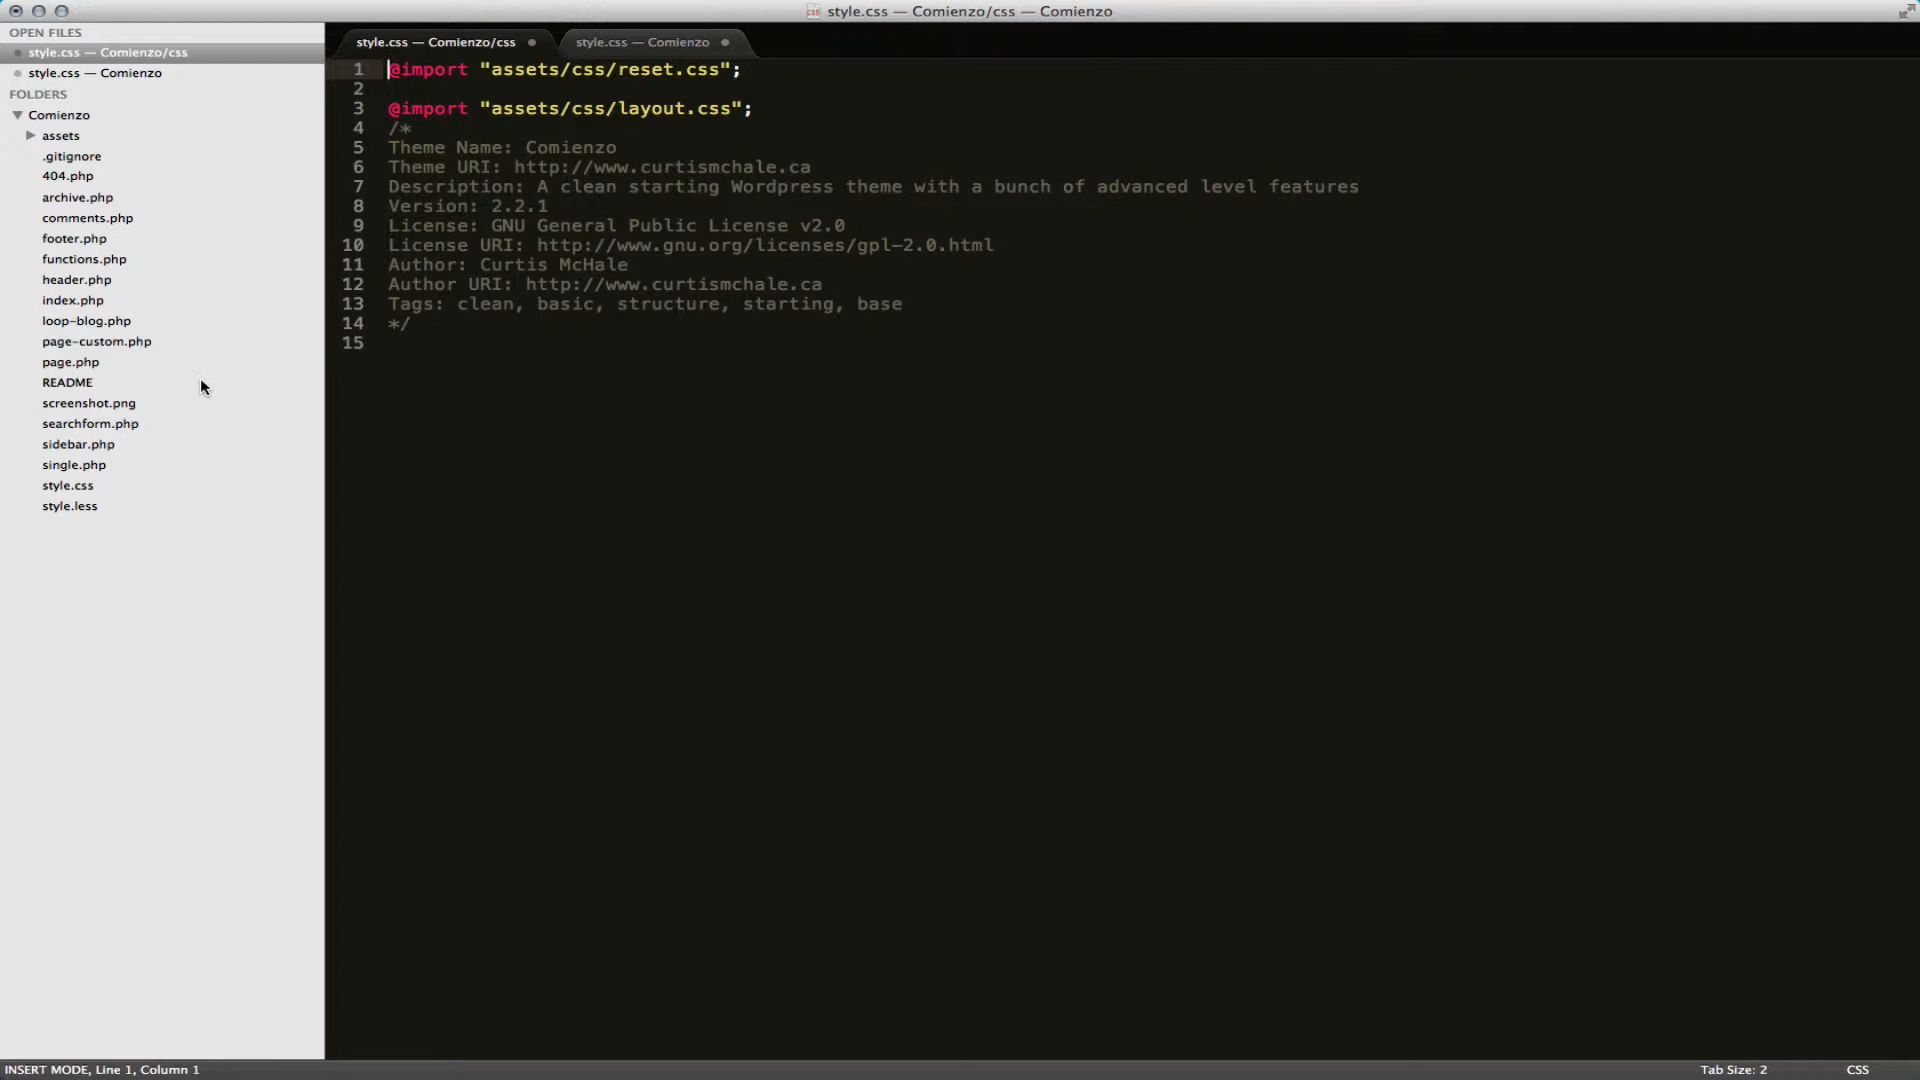 style.css — Comienzo/css — Comienzo
OPEN FILES
style.css — Comienzo/css
style.css — Comienzo
FOLDERS
Comienzo
assets
.gitignore
404.php
archive.php
comments.php
footer.php
functions.php
header.php
index.php
loop-blog.php
page-custom.php
page.php
README
screenshot.png
searchform.php
sidebar.php
single.php
style.css
style.less
style.css — Comienzo/css
style.css — Comienzo
1 @import "assets/css/reset.css";
2
3 @import "assets/css/layout.css";
4 /*
5 Theme Name: Comienzo
6 Theme URI: http://www.curtismchale.ca
7 Description: A clean starting Wordpress theme with a bunch of advanced level features
8 Version: 2.2.1
9 License: GNU General Public License v2.0
10 License URI: http://www.gnu.org/licenses/gpl-2.0.html
11 Author: Curtis McHale
12 Author URI: http://www.curtismchale.ca
13 Tags: clean, basic, structure, starting, base
14 */
15
INSERT MODE, Line 1, Column 1
Tab Size: 2
CSS